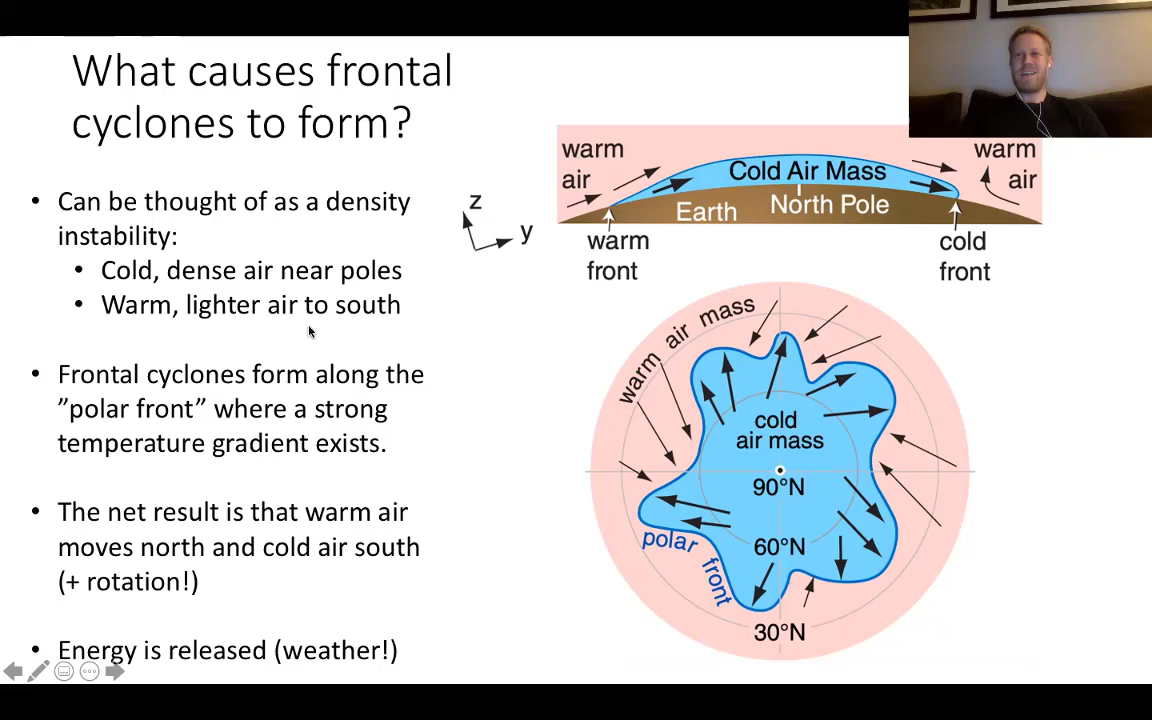 What causes frontal
cyclones to form?
• Can be thought of as a density
instability:
• Cold, dense air near poles
• Warm, lighter air to south
• Frontal cyclones form along the
”polar front” where a strong
temperature gradient exists.
• The net result is that warm air
moves north and cold air south
(+ rotation!)
• Energy is released (weather!)
z
y
warm
air
Cold Air Mass
warm
air
Earth
North Pole
warm
front
cold
front
warm air mass
cold
air mass
90°N
60°N
30°N
polar
front